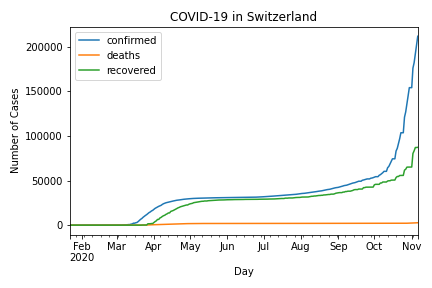 COVID-19 in Switzerland
confirmed
deaths
recovered
200000
150000
100000
50000
0
Number of Cases
Feb Mar Apr May Jun Jul Aug Sep Oct Nov
2020
Day